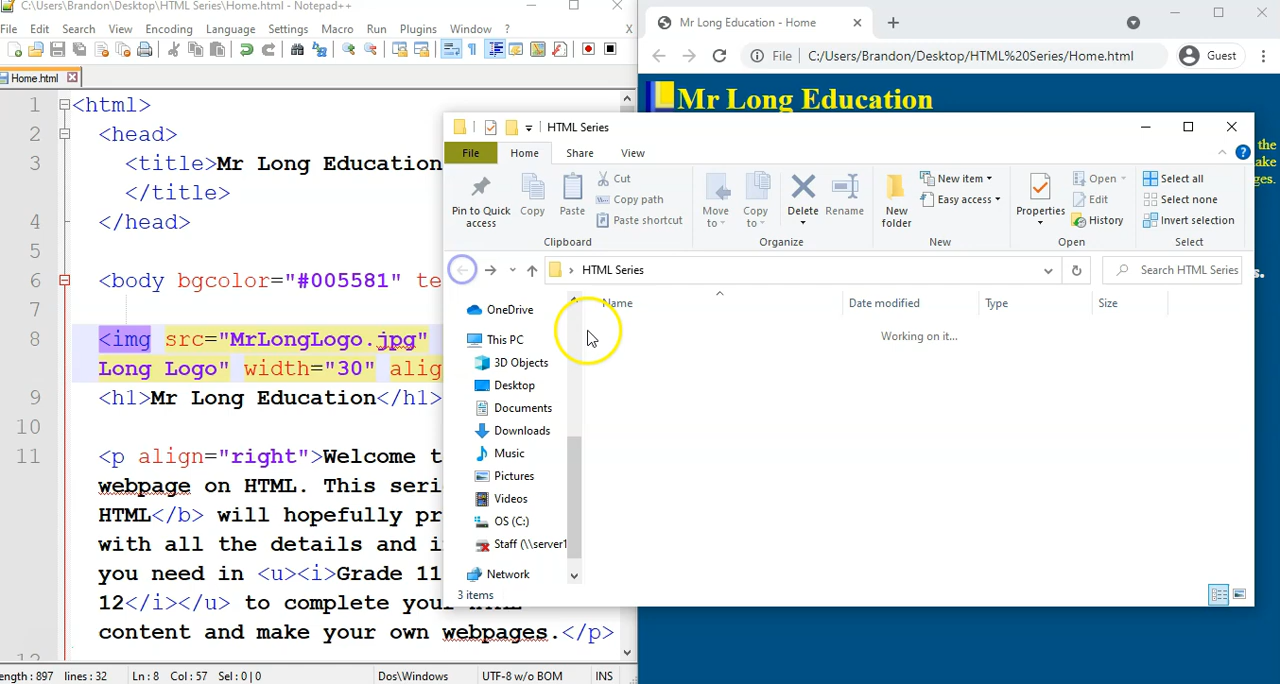 C:\Users\Brandon\Desktop\HTML Series\Home.html - Notepad++
File Edit Search View Encoding Language Settings Macro Run Plugins Window ? X
Home.html
1 <html>
2 <head>
3 <title>Mr Long Education
</title>
4 </head>
5
6 <body bgcolor="#005581" te
7
8 <img src="MrLongLogo.jpg"
Long Logo" width="30" alig
9 <h1>Mr Long Education</h1>
10
11 <p align="right">Welcome t
webpage on HTML. This seri
HTML</b> will hopefully pr
with all the details and i
you need in <u><i>Grade 11
12</i></u> to complete your HTML
content and make your own webpages.</p>
12
ength : 897 lines : 32 Ln : 8 Col : 57 Sel : 0 | 0 Dos\Windows UTF-8 w/o BOM INS
Mr Long Education - Home
File C:/Users/Brandon/Desktop/HTML%20Series/Home.html Guest
Mr Long Education
the
ake
ges.
s.
HTML Series
File Home Share View
Pin to Quick access
Copy
Paste
Cut
Copy path
Paste shortcut
Clipboard
Move to
Copy to
Delete
Rename
Organize
New folder
New item
Easy access
New
Properties
Open
Edit
History
Open
Select all
Select none
Invert selection
Select
HTML Series
Search HTML Series
Name Date modified Type Size
Working on it...
OneDrive
This PC
3D Objects
Desktop
Documents
Downloads
Music
Pictures
Videos
OS (C:)
Staff (\\server1
Network
3 items